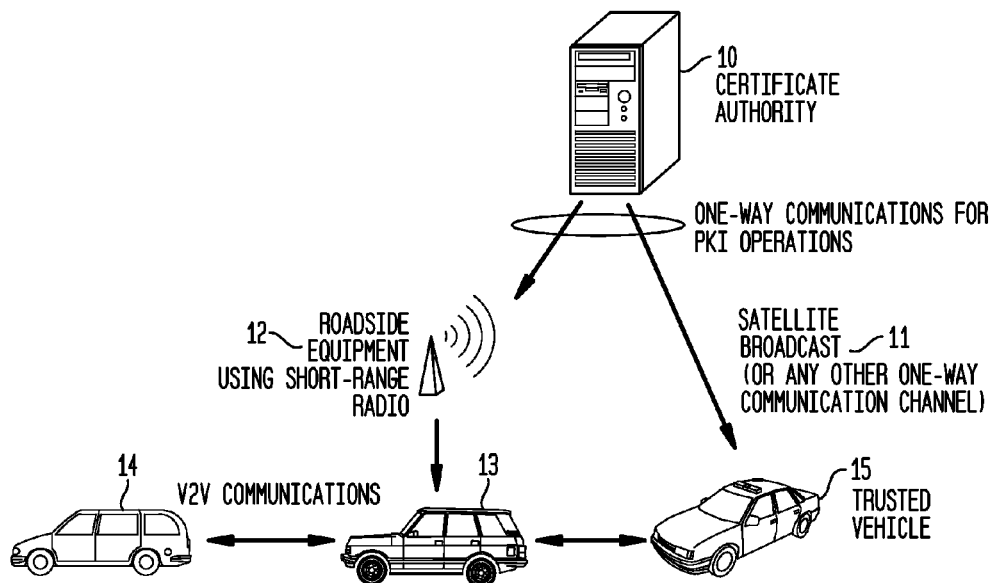 10
CERTIFICATE
AUTHORITY
ONE-WAY COMMUNICATIONS FOR
PKI OPERATIONS
12
ROADSIDE
EQUIPMENT
USING SHORT-RANGE
RADIO
SATELLITE
BROADCAST 11
(OR ANY OTHER ONE-WAY
COMMUNICATION CHANNEL)
14
V2V COMMUNICATIONS
13
15
TRUSTED
VEHICLE